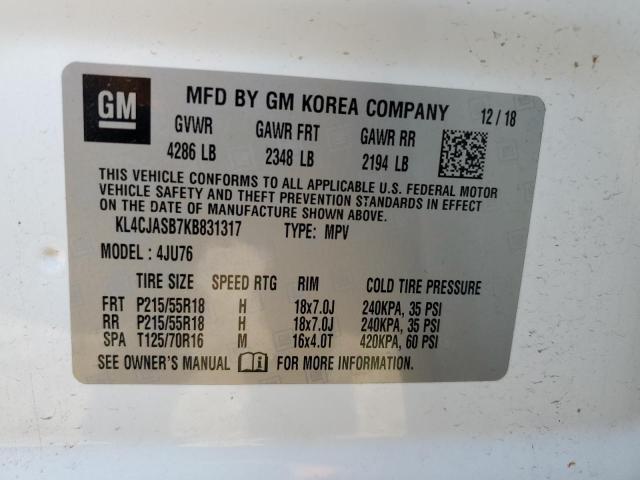 GM
MFD BY GM KOREA COMPANY 12/18
GVWR GAWR FRT GAWR RR
4286 LB 2348 LB 2194 LB
THIS VEHICLE CONFORMS TO ALL APPLICABLE U.S. FEDERAL MOTOR
VEHICLE SAFETY AND THEFT PREVENTION STANDARDS IN EFFECT
ON THE DATE OF MANUFACTURE SHOWN ABOVE.
KL4CJASB7KB831317 TYPE: MPV
MODEL : 4JU76
TIRE SIZE SPEED RTG RIM COLD TIRE PRESSURE
FRT P215/55R18 H 18x7.0J 240KPA, 35 PSI
RR P215/55R18 H 18x7.0J 240KPA, 35 PSI
SPA T125/70R16 M 16x4.0T 420KPA, 60 PSI
SEE OWNER'S MANUAL FOR MORE INFORMATION.